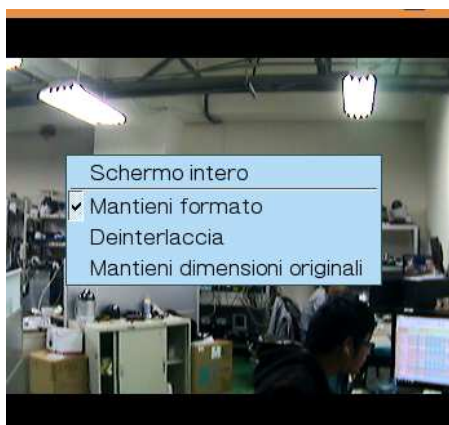 Schermo intero
Mantieni formato
Deinterlaccia
Mantieni dimensioni originali